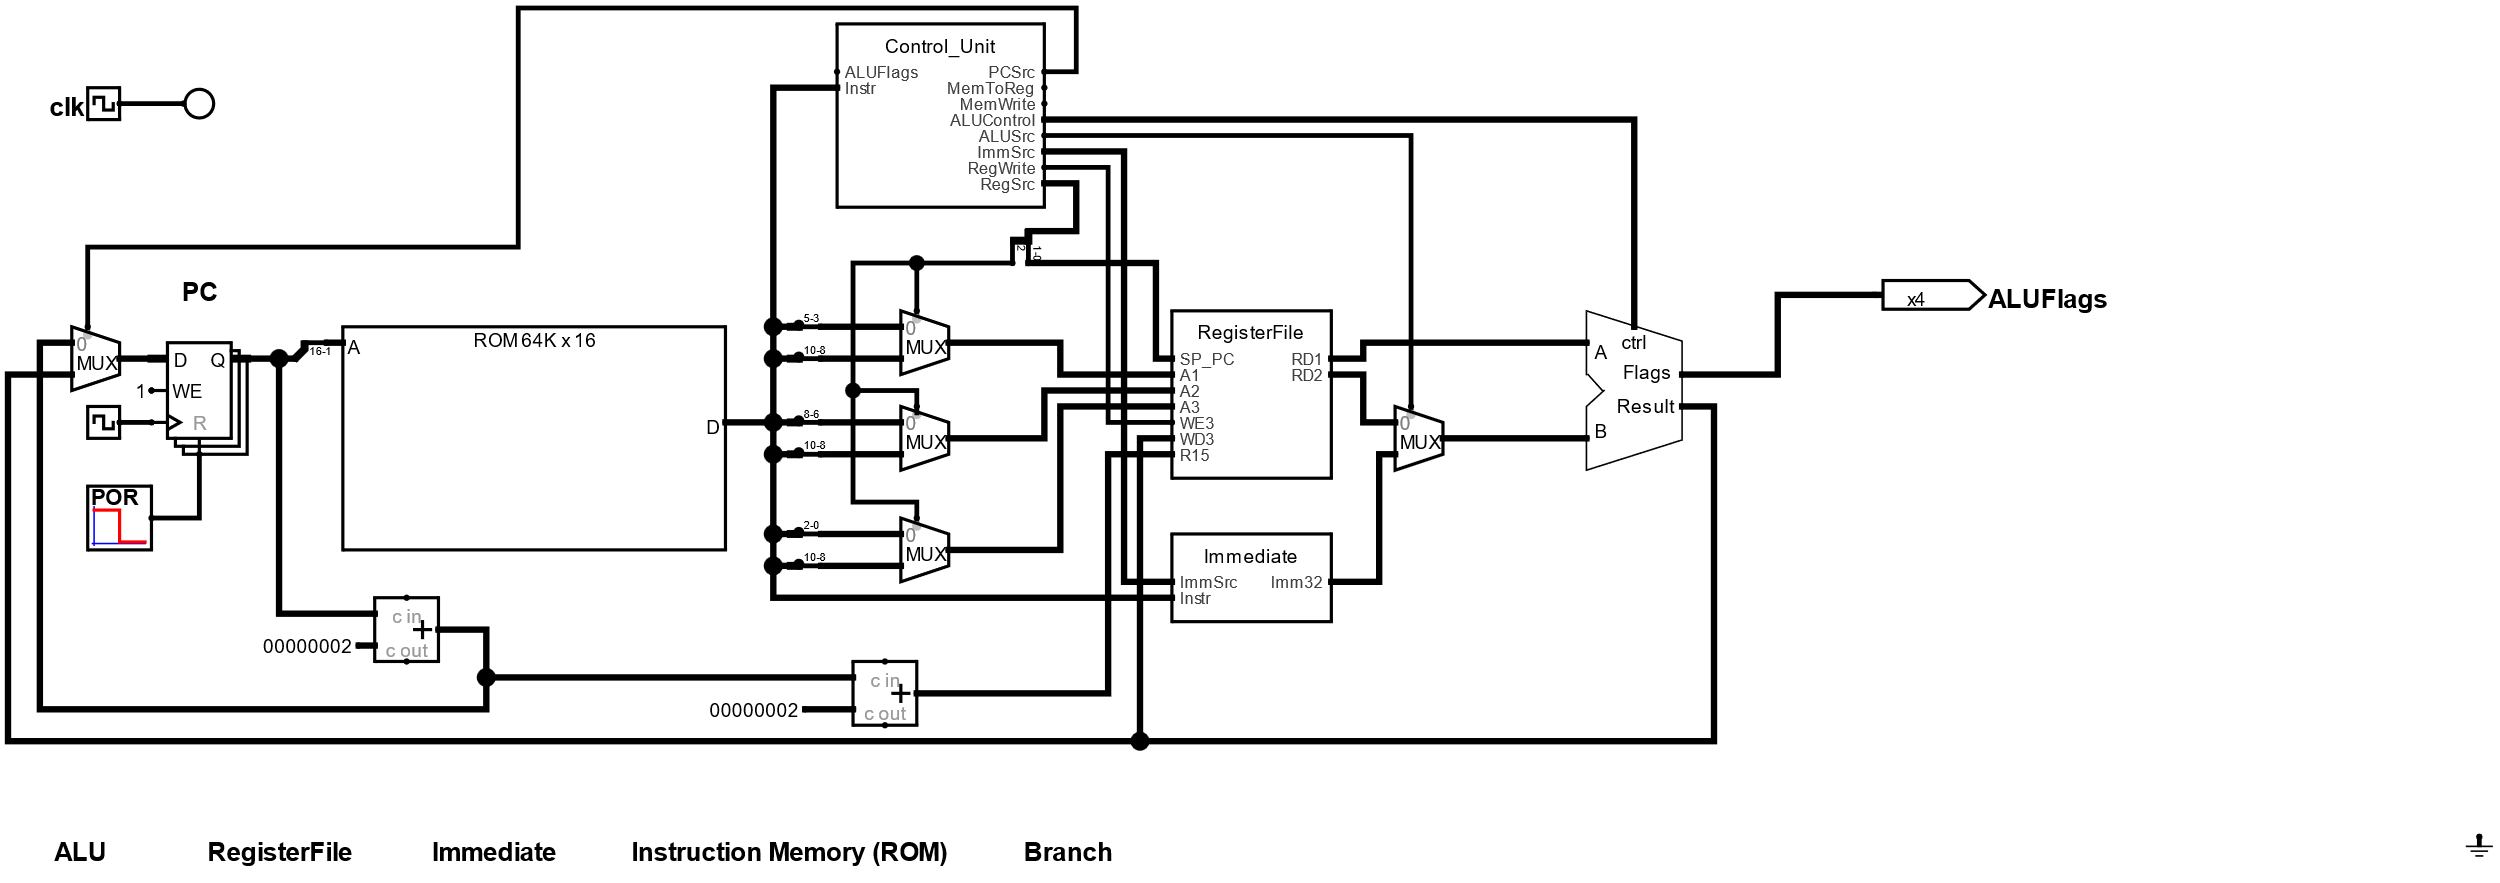 Control_Unit
ALUFlags
Instr
PCSrc
MemToReg
MemWrite
ALUControl
ALUSrc
ImmSrc
RegWrite
RegSrc
clk
2
1-0
PC
0
MUX
D
Q
WE
1
R
POR
16-1
A
ROM 64K x 16
D
5-3
10-8
0
MUX
8-6
10-8
0
MUX
2-0
10-8
0
MUX
RegisterFile
SP_PC
A1
A2
A3
WE3
WD3
R15
RD1
RD2
0
MUX
A
B
ctrl
Flags
Result
x4
ALUFlags
Immediate
ImmSrc
Instr
Imm32
c in
c out
00000002
c in
c out
00000002
ALU
RegisterFile
Immediate
Instruction Memory (ROM)
Branch